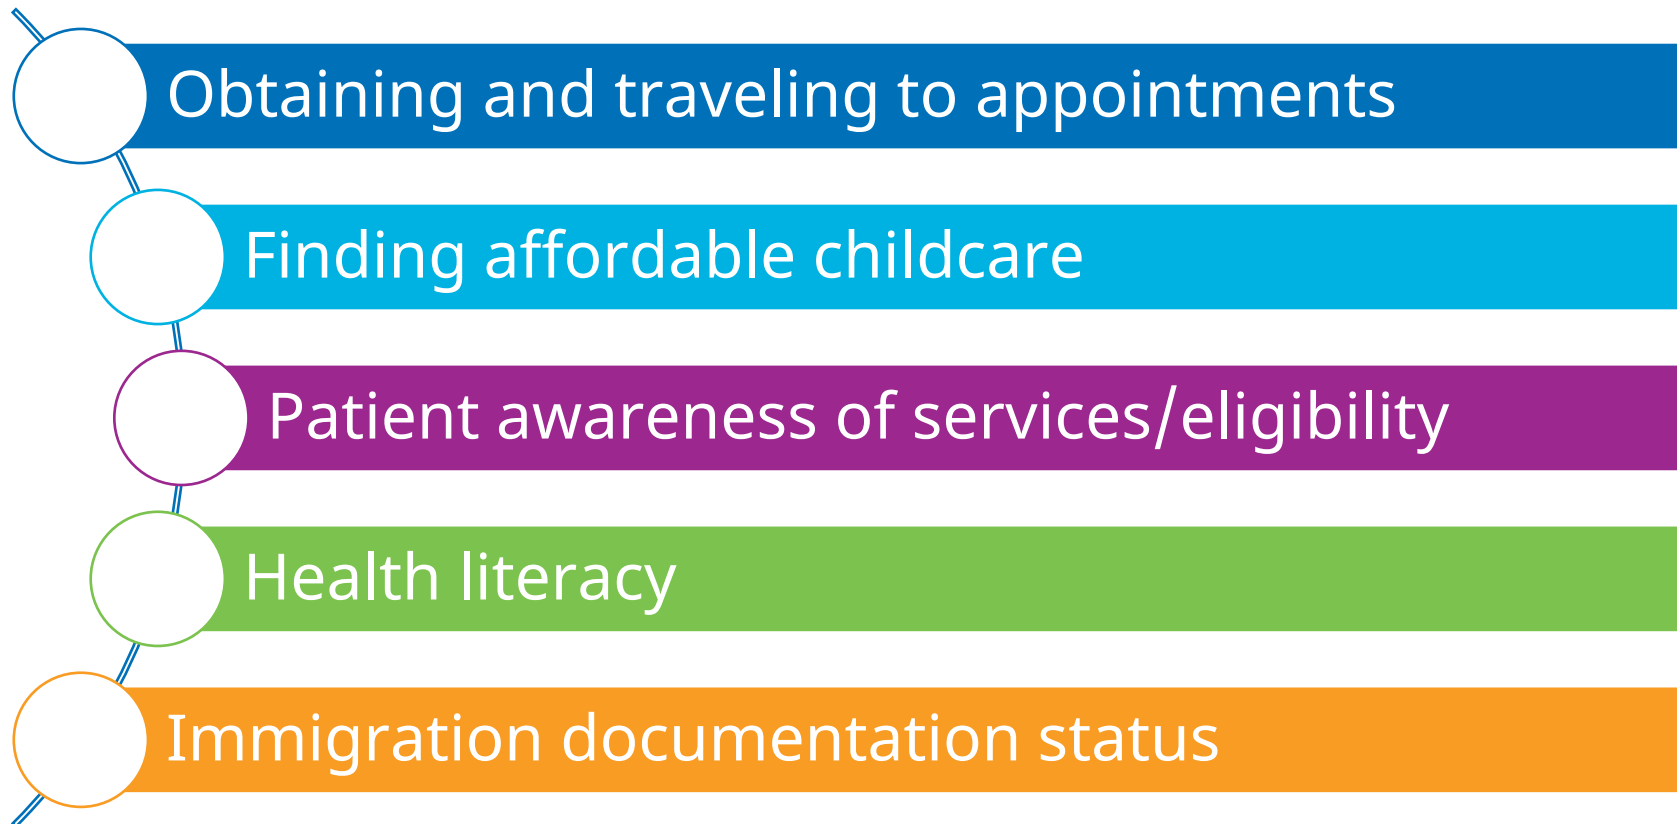 Obtaining and traveling to appointments
Finding affordable childcare
Patient awareness of services/eligibility
Health literacy
Immigration documentation status